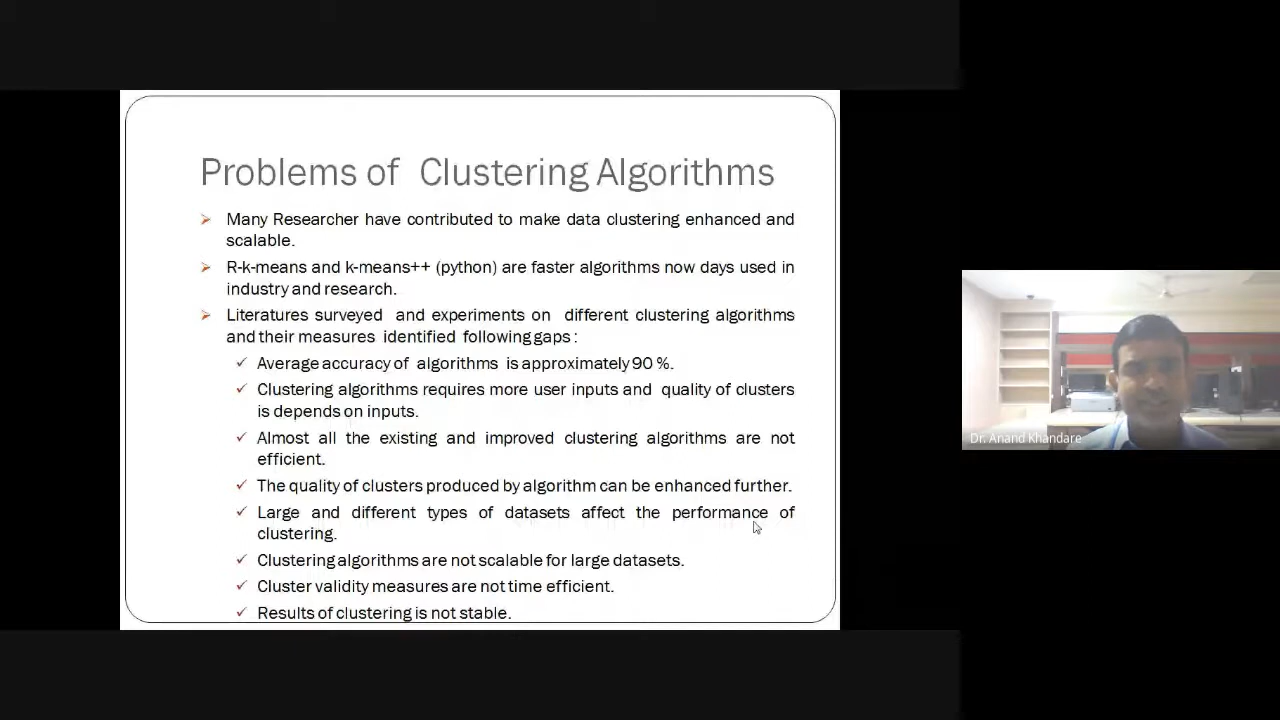 Problems of Clustering Algorithms
Many Researcher have contributed to make data clustering enhanced and
scalable.
R-k-means and k-means++ (python) are faster algorithms now days used in
industry and research.
Literatures surveyed and experiments on different clustering algorithms
and their measures identified following gaps :
Average accuracy of algorithms is approximately 90 %.
Clustering algorithms requires more user inputs and quality of clusters
is depends on inputs.
Almost all the existing and improved clustering algorithms are not
efficient.
The quality of clusters produced by algorithm can be enhanced further.
Large and different types of datasets affect the performance of
clustering.
Clustering algorithms are not scalable for large datasets.
Cluster validity measures are not time efficient.
Results of clustering is not stable.
Dr. Anand Khandare